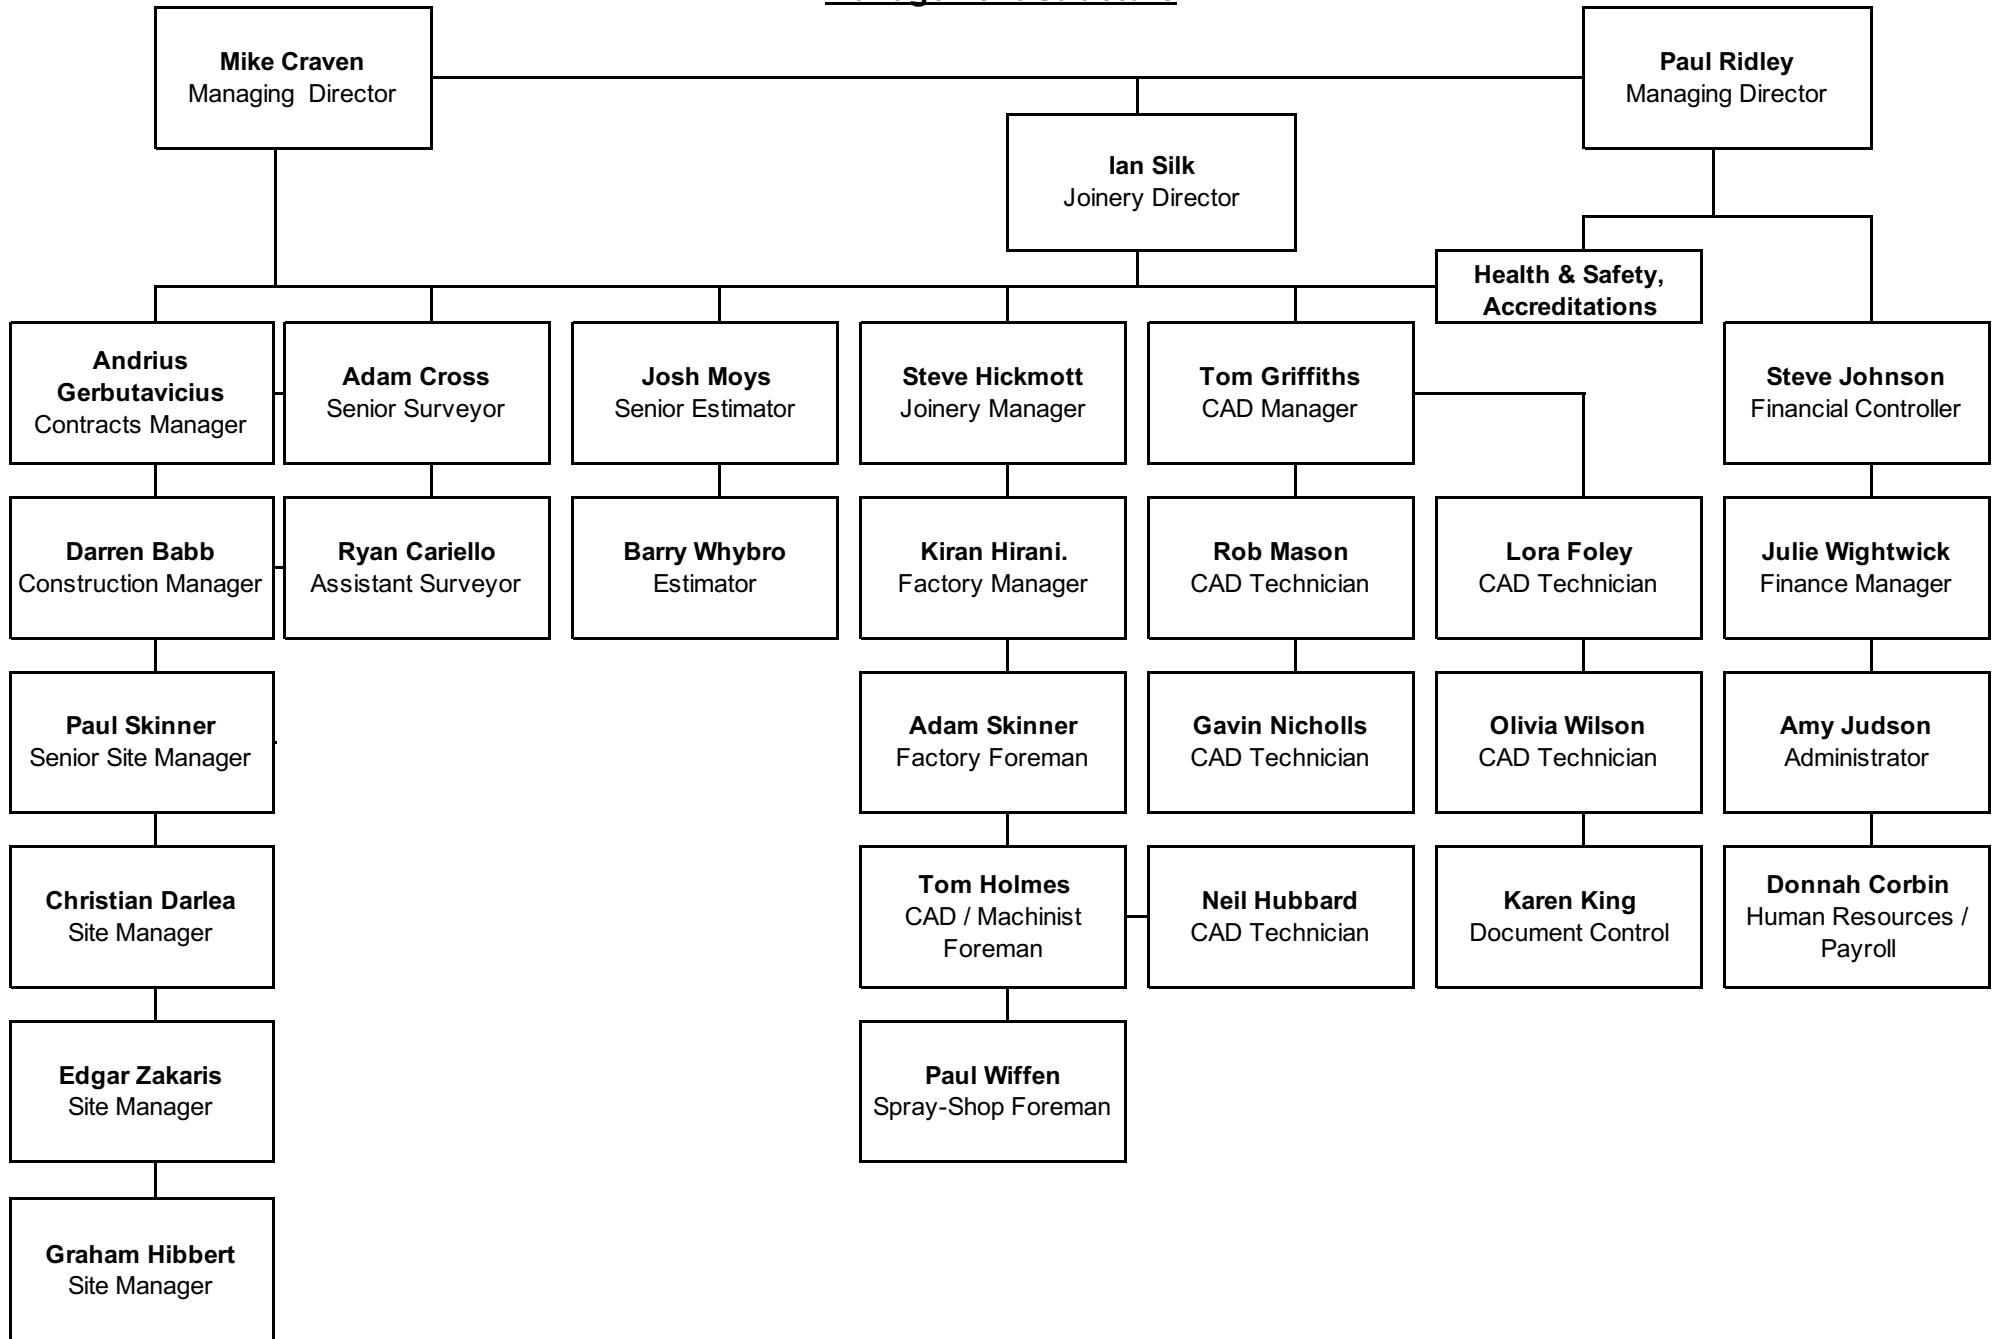 Mike Craven
Managing Director
Paul Ridley
Managing Director
Ian Silk
Joinery Director
Health & Safety,
Accreditations
Andrius
Gerbutavicius
Contracts Manager
Adam Cross
Senior Surveyor
Josh Moys
Senior Estimator
Steve Hickmott
Joinery Manager
Tom Griffiths
CAD Manager
Steve Johnson
Financial Controller
Darren Babb
Construction Manager
Ryan Cariello
Assistant Surveyor
Barry Whybro
Estimator
Kiran Hirani.
Factory Manager
Rob Mason
CAD Technician
Lora Foley
CAD Technician
Julie Wightwick
Finance Manager
Paul Skinner
Senior Site Manager
Adam Skinner
Factory Foreman
Gavin Nicholls
CAD Technician
Olivia Wilson
CAD Technician
Amy Judson
Administrator
Christian Darlea
Site Manager
Tom Holmes
CAD / Machinist
Foreman
Neil Hubbard
CAD Technician
Karen King
Document Control
Donnah Corbin
Human Resources /
Payroll
Edgar Zakaris
Site Manager
Paul Wiffen
Spray-Shop Foreman
Graham Hibbert
Site Manager